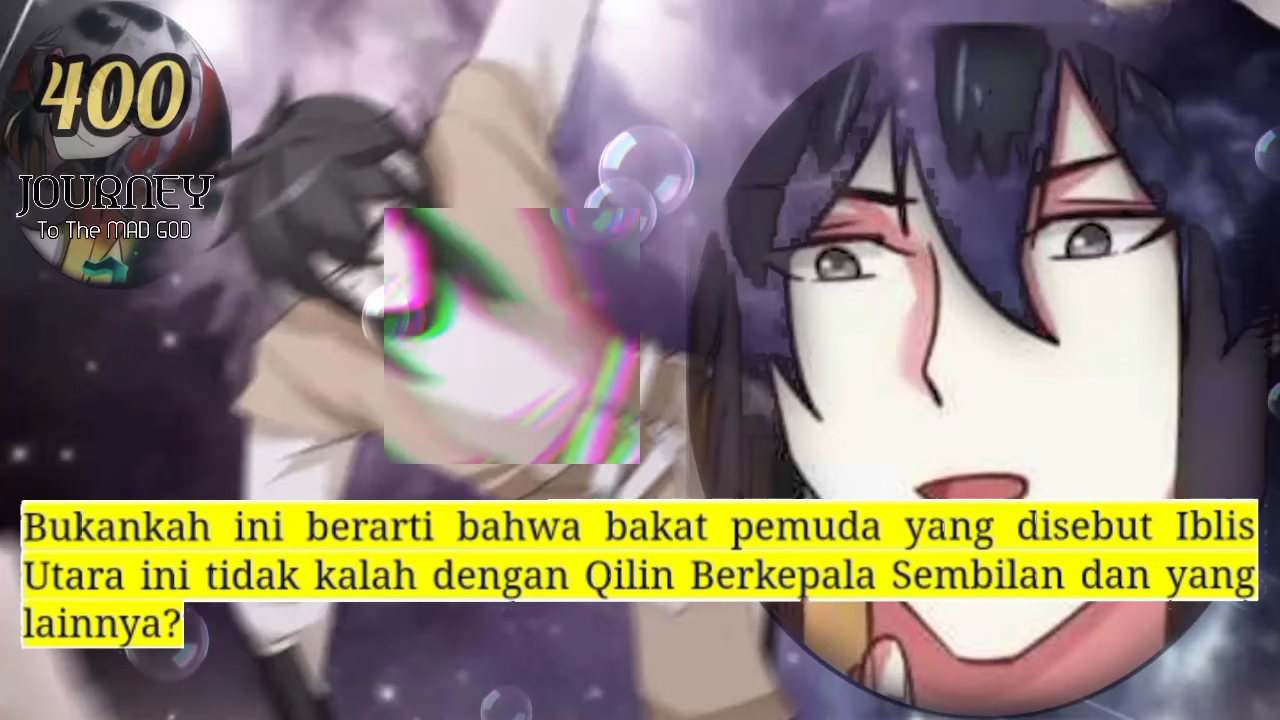 400
JOURNEY
To The MAD GOD
Bukankah ini berarti bahwa bakat pemuda yang disebut Iblis
Utara ini tidak kalah dengan Qilin Berkepala Sembilan dan yang
lainnya?